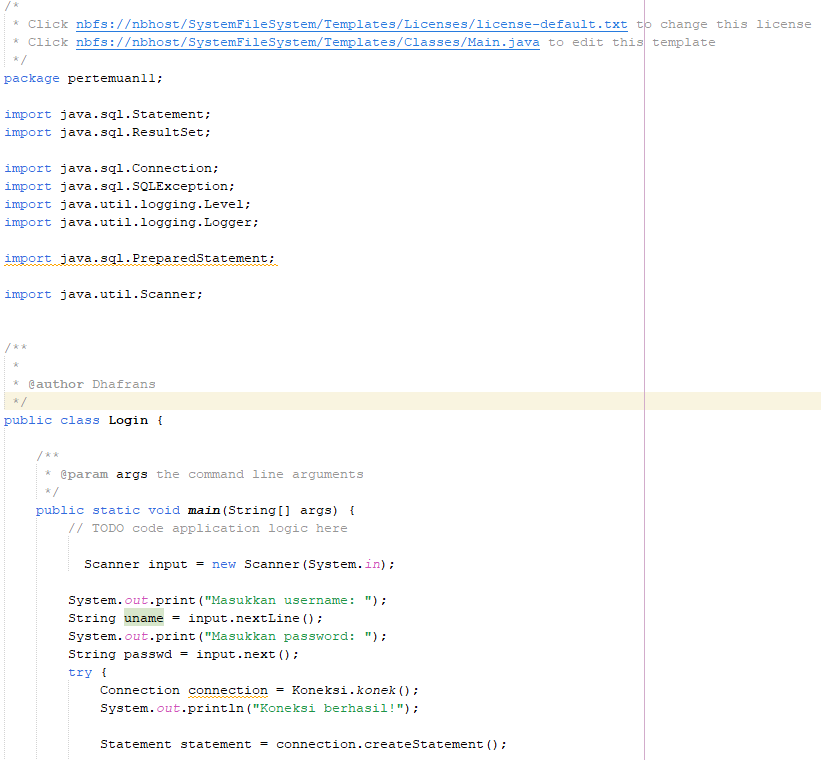 /*
 * Click nbfs://nbhost/SystemFileSystem/Templates/Licenses/license-default.txt to change this license
 * Click nbfs://nbhost/SystemFileSystem/Templates/Classes/Main.java to edit this template
 */
package pertemuan11;
import java.sql.Statement;
import java.sql.ResultSet;
import java.sql.Connection;
import java.sql.SQLException;
import java.util.logging.Level;
import java.util.logging.Logger;
import java.sql.PreparedStatement;
import java.util.Scanner;
/**
 *
 * @author Dhafrans
 */
public class Login {
    /**
     * @param args the command line arguments
     */
    public static void main(String[] args) {
        // TODO code application logic here
          Scanner input = new Scanner(System.in);
        System.out.print("Masukkan username: ");
        String uname = input.nextLine();
        System.out.print("Masukkan password: ");
        String passwd = input.next();
        try {
            Connection connection = Koneksi.konek();
            System.out.println("Koneksi berhasil!");
            Statement statement = connection.createStatement();